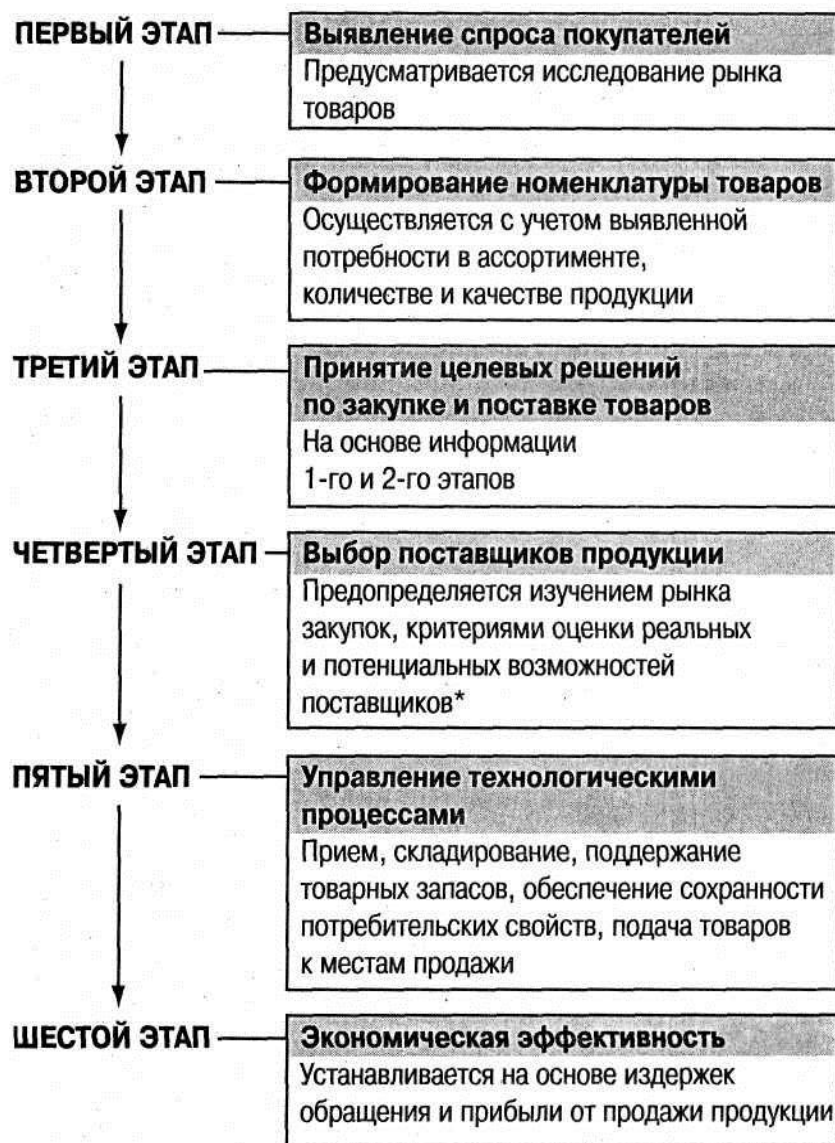 ПЕРВЫЙ ЭТАП
Выявление спроса покупателей
Предусматривается исследование рынка
товаров
ВТОРОЙ ЭТАП
Формирование номенклатуры товаров
Осуществляется с учетом выявленной
потребности в ассортименте,
количестве и качестве продукции
ТРЕТИЙ ЭТАП
Принятие целевых решений
по закупке и поставке товаров
На основе информации
1-го и 2-го этапов
ЧЕТВЕРТЫЙ ЭТАП
Выбор поставщиков продукции
Предопределяется изучением рынка
закупок, критериями оценки реальных
и потенциальных возможностей
поставщиков*
ПЯТЫЙ ЭТАП
Управление технологическими
процессами
Прием, складирование, поддержание
товарных запасов, обеспечение сохранности
потребительских свойств, подача товаров
к местам продажи
ШЕСТОЙ ЭТАП
Экономическая эффективность
Устанавливается на основе издержек
обращения и прибыли от продажи продукции